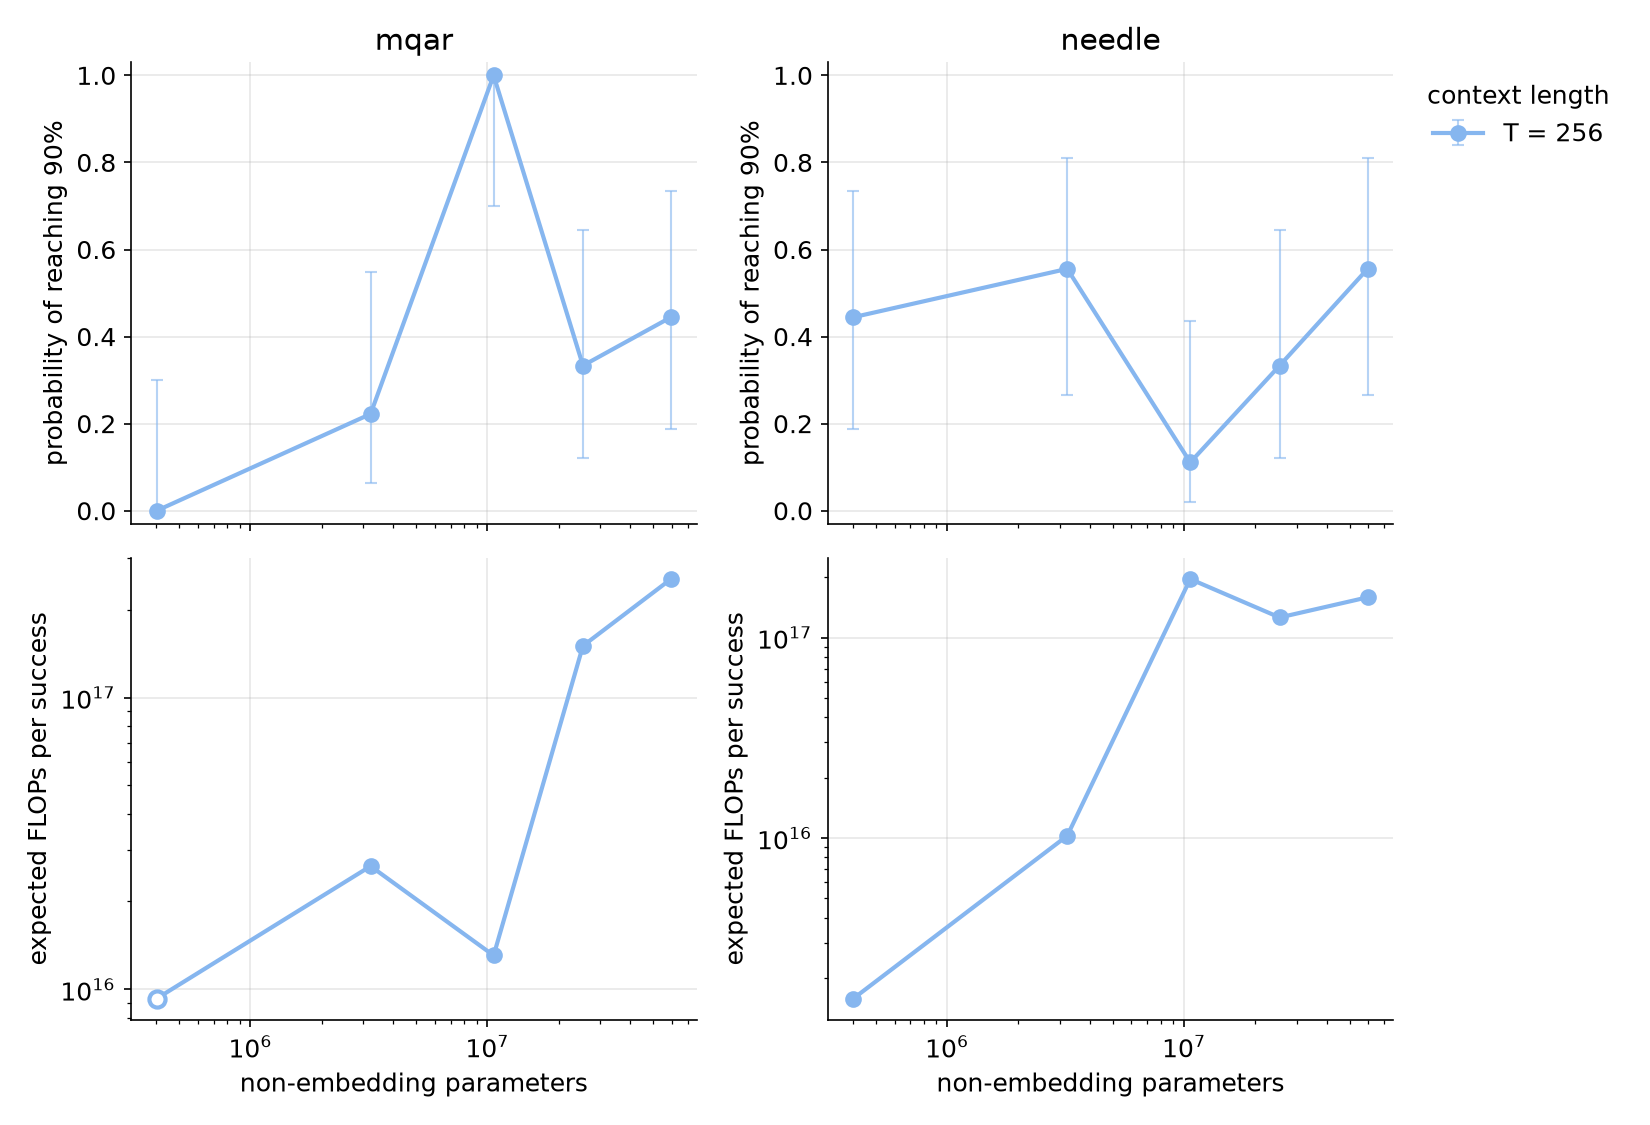 mqar
needle
probability of reaching 90%
1.0
0.8
0.6
0.4
0.2
0.0
probability of reaching 90%
1.0
0.8
0.6
0.4
0.2
0.0
context length
T = 256
expected FLOPs per success
10^17
10^16
expected FLOPs per success
10^17
10^16
10^6
10^7
10^6
10^7
non-embedding parameters
non-embedding parameters